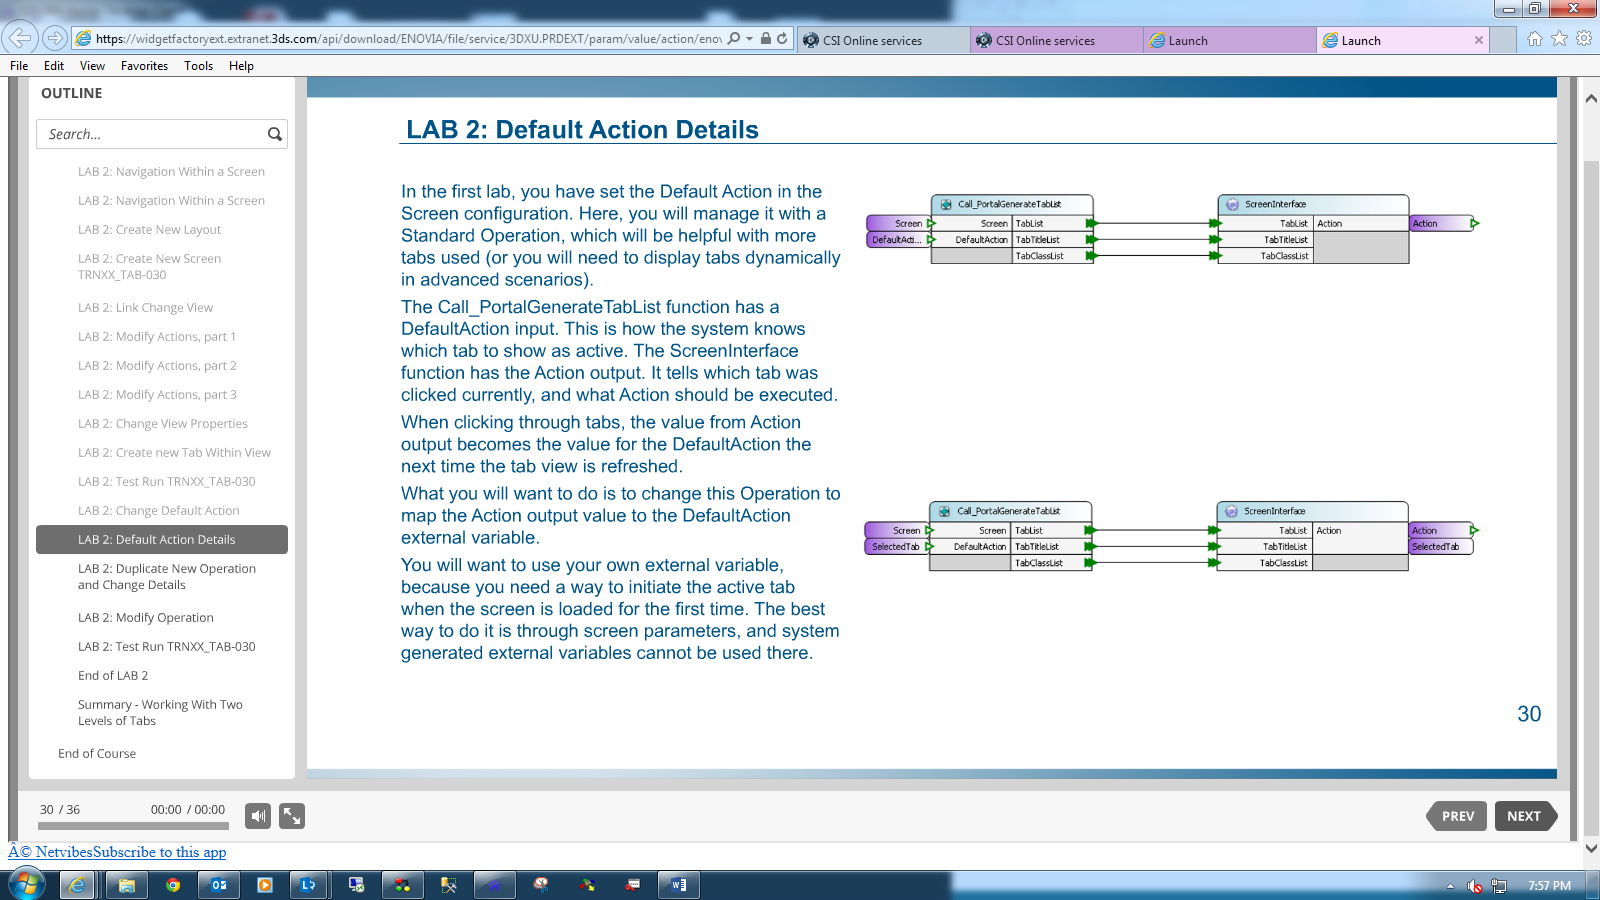 https://widgetfactoryext.extranet.3ds.com/api/download/ENOVIA/file/service/3DXU.PRDEXT/param/value/action/enov
CSI Online services
CSI Online services
Launch
Launch
File Edit View Favorites Tools Help
OUTLINE
Search...
LAB 2: Navigation Within a Screen
LAB 2: Navigation Within a Screen
LAB 2: Create New Layout
LAB 2: Create New Screen
TRNXX_TAB-030
LAB 2: Link Change View
LAB 2: Modify Actions, part 1
LAB 2: Modify Actions, part 2
LAB 2: Modify Actions, part 3
LAB 2: Change View Properties
LAB 2: Create new Tab Within View
LAB 2: Test Run TRNXX_TAB-030
LAB 2: Change Default Action
LAB 2: Default Action Details
LAB 2: Duplicate New Operation
and Change Details
LAB 2: Modify Operation
LAB 2: Test Run TRNXX_TAB-030
End of LAB 2
Summary - Working With Two
Levels of Tabs
End of Course
LAB 2: Default Action Details
In the first lab, you have set the Default Action in the
Screen configuration. Here, you will manage it with a
Standard Operation, which will be helpful with more
tabs used (or you will need to display tabs dynamically
in advanced scenarios).
The Call_PortalGenerateTabList function has a
DefaultAction input. This is how the system knows
which tab to show as active. The ScreenInterface
function has the Action output. It tells which tab was
clicked currently, and what Action should be executed.
When clicking through tabs, the value from Action
output becomes the value for the DefaultAction the
next time the tab view is refreshed.
What you will want to do is to change this Operation to
map the Action output value to the DefaultAction
external variable.
You will want to use your own external variable,
because you need a way to initiate the active tab
when the screen is loaded for the first time. The best
way to do it is through screen parameters, and system
generated external variables cannot be used there.
Call_PortalGenerateTabList ScreenInterface
Screen Screen TabList TabList Action Action
DefaultActi... DefaultAction TabTitleList TabTitleList
TabClassList TabClassList
Call_PortalGenerateTabList ScreenInterface
Screen Screen TabList TabList Action Action
SelectedTab DefaultAction TabTitleList TabTitleList SelectedTab
TabClassList TabClassList
30
30 / 36 00:00 / 00:00
PREV NEXT
Â© NetvibesSubscribe to this app
7:57 PM